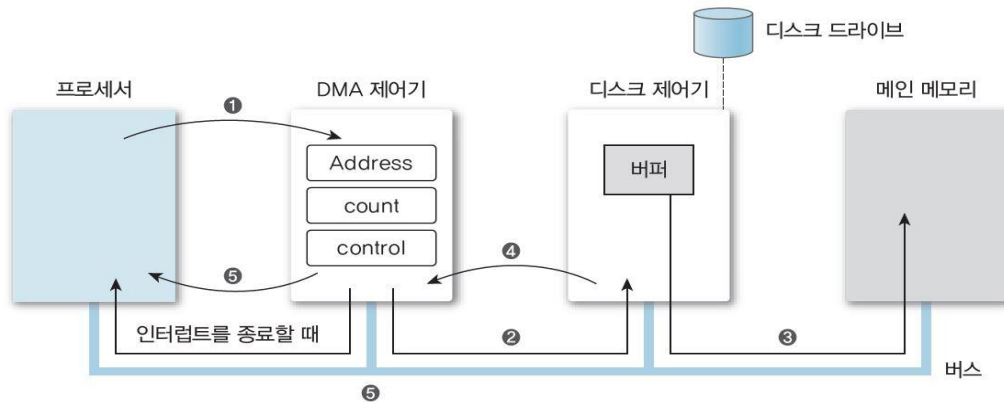 디스크 드라이브
프로세서
DMA 제어기
디스크 제어기
메인 메모리
❶
Address
버퍼
count
control
❹
❺
인터럽트를 종료할 때
❷
❸
버스
❺